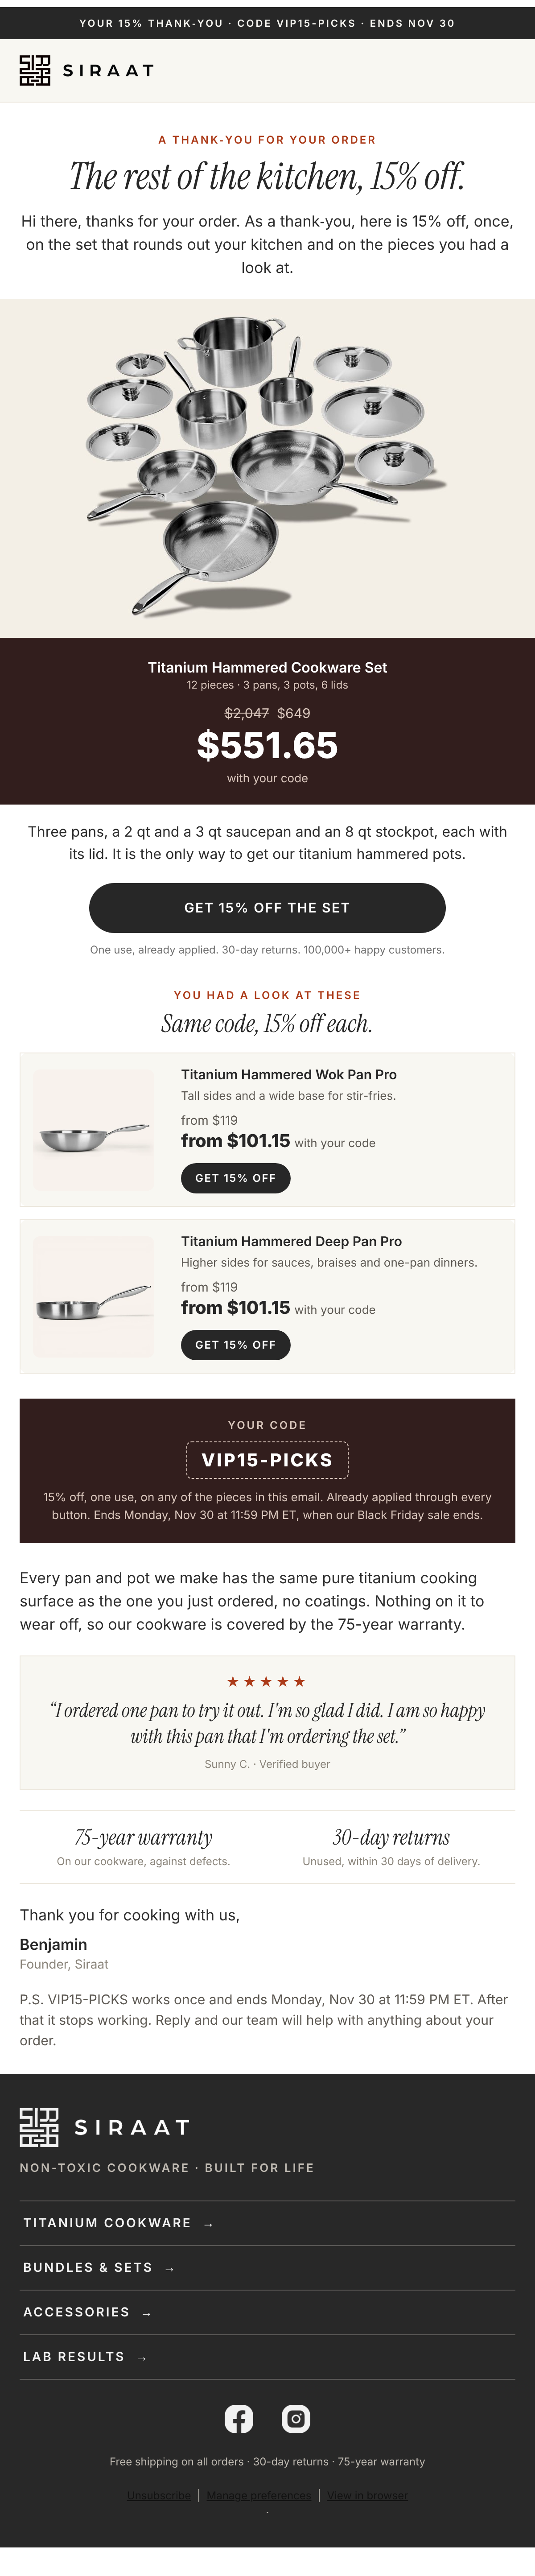 YOUR 15% THANK-YOU · CODE VIP15-PICKS · ENDS NOV 30
SIRAAT
A THANK-YOU FOR YOUR ORDER
The rest of the kitchen, 15% off.
Hi there, thanks for your order. As a thank-you, here is 15% off, once,
on the set that rounds out your kitchen and on the pieces you had a
look at.
Titanium Hammered Cookware Set
12 pieces · 3 pans, 3 pots, 6 lids
$2,047 $649
$551.65
with your code
Three pans, a 2 qt and a 3 qt saucepan and an 8 qt stockpot, each with
its lid. It is the only way to get our titanium hammered pots.
GET 15% OFF THE SET
One use, already applied. 30-day returns. 100,000+ happy customers.
YOU HAD A LOOK AT THESE
Same code, 15% off each.
Titanium Hammered Wok Pan Pro
Tall sides and a wide base for stir-fries.
from $119
from $101.15 with your code
GET 15% OFF
Titanium Hammered Deep Pan Pro
Higher sides for sauces, braises and one-pan dinners.
from $119
from $101.15 with your code
GET 15% OFF
YOUR CODE
VIP15-PICKS
15% off, one use, on any of the pieces in this email. Already applied through every
button. Ends Monday, Nov 30 at 11:59 PM ET, when our Black Friday sale ends.
Every pan and pot we make has the same pure titanium cooking
surface as the one you just ordered, no coatings. Nothing on it to
wear off, so our cookware is covered by the 75-year warranty.
★★★★★
“I ordered one pan to try it out. I'm so glad I did. I am so happy
with this pan that I'm ordering the set.”
Sunny C. · Verified buyer
75-year warranty
On our cookware, against defects.
30-day returns
Unused, within 30 days of delivery.
Thank you for cooking with us,
Benjamin
Founder, Siraat
P.S. VIP15-PICKS works once and ends Monday, Nov 30 at 11:59 PM ET. After
that it stops working. Reply and our team will help with anything about your
order.
SIRAAT
NON-TOXIC COOKWARE · BUILT FOR LIFE
TITANIUM COOKWARE →
BUNDLES & SETS →
ACCESSORIES →
LAB RESULTS →
Free shipping on all orders · 30-day returns · 75-year warranty
Unsubscribe | Manage preferences | View in browser
.